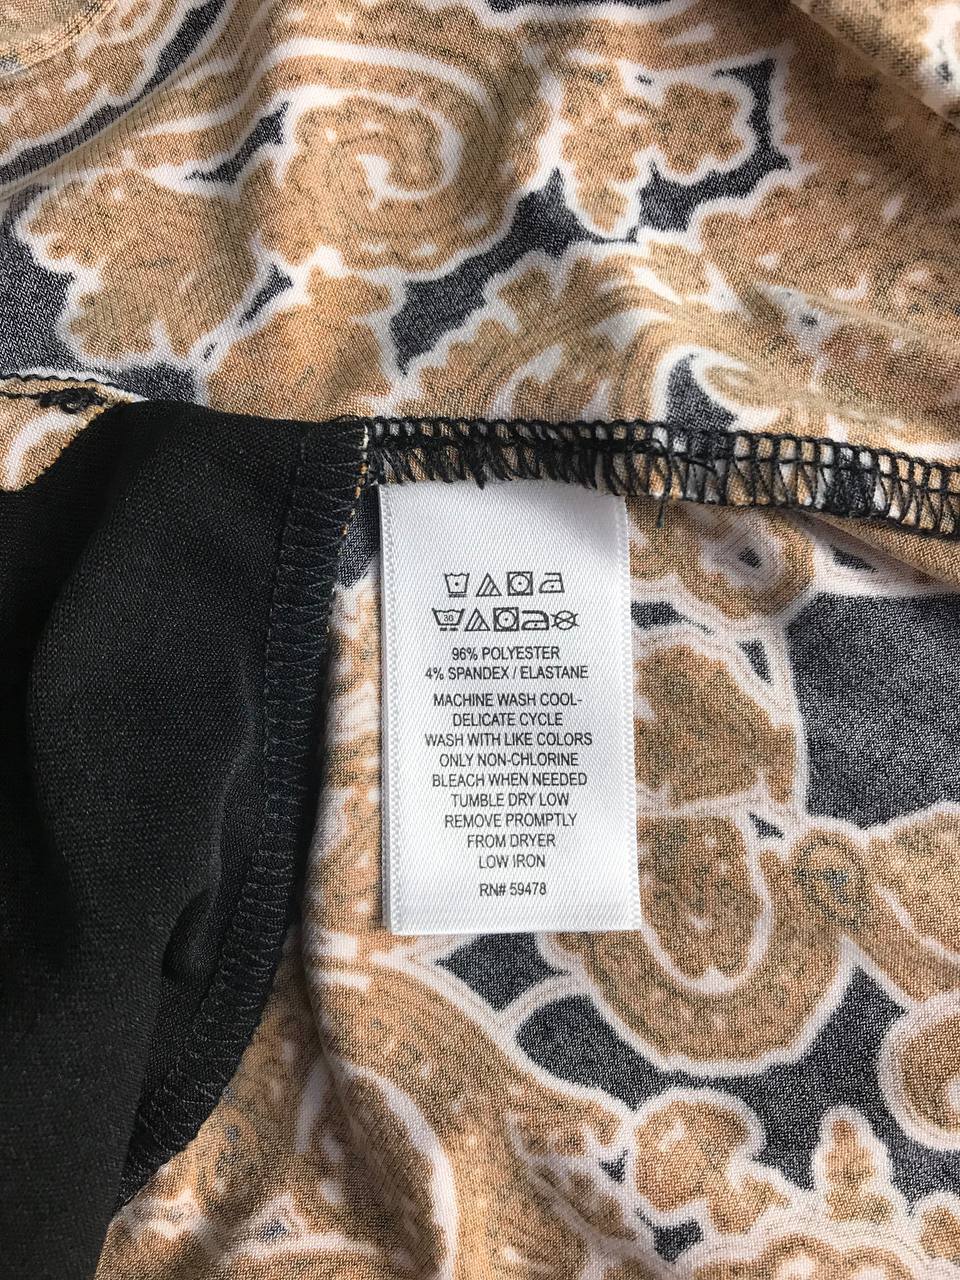 30
96% POLYESTER
4% SPANDEX / ELASTANE
MACHINE WASH COOL-
DELICATE CYCLE
WASH WITH LIKE COLORS
ONLY NON-CHLORINE
BLEACH WHEN NEEDED
TUMBLE DRY LOW
REMOVE PROMPTLY
FROM DRYER
LOW IRON
RN# 59478